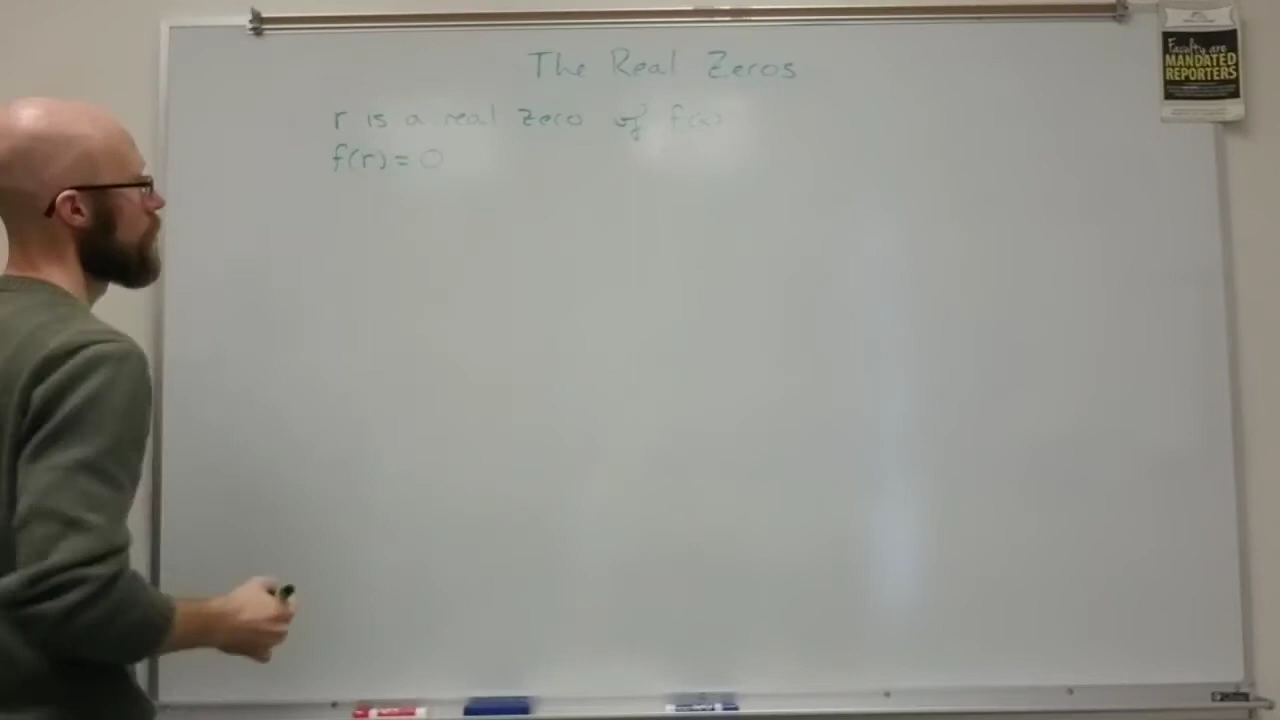 The Real Zeros
r is a real zero of f(x)
f(r) = 0
Faculty are
MANDATED
REPORTERS